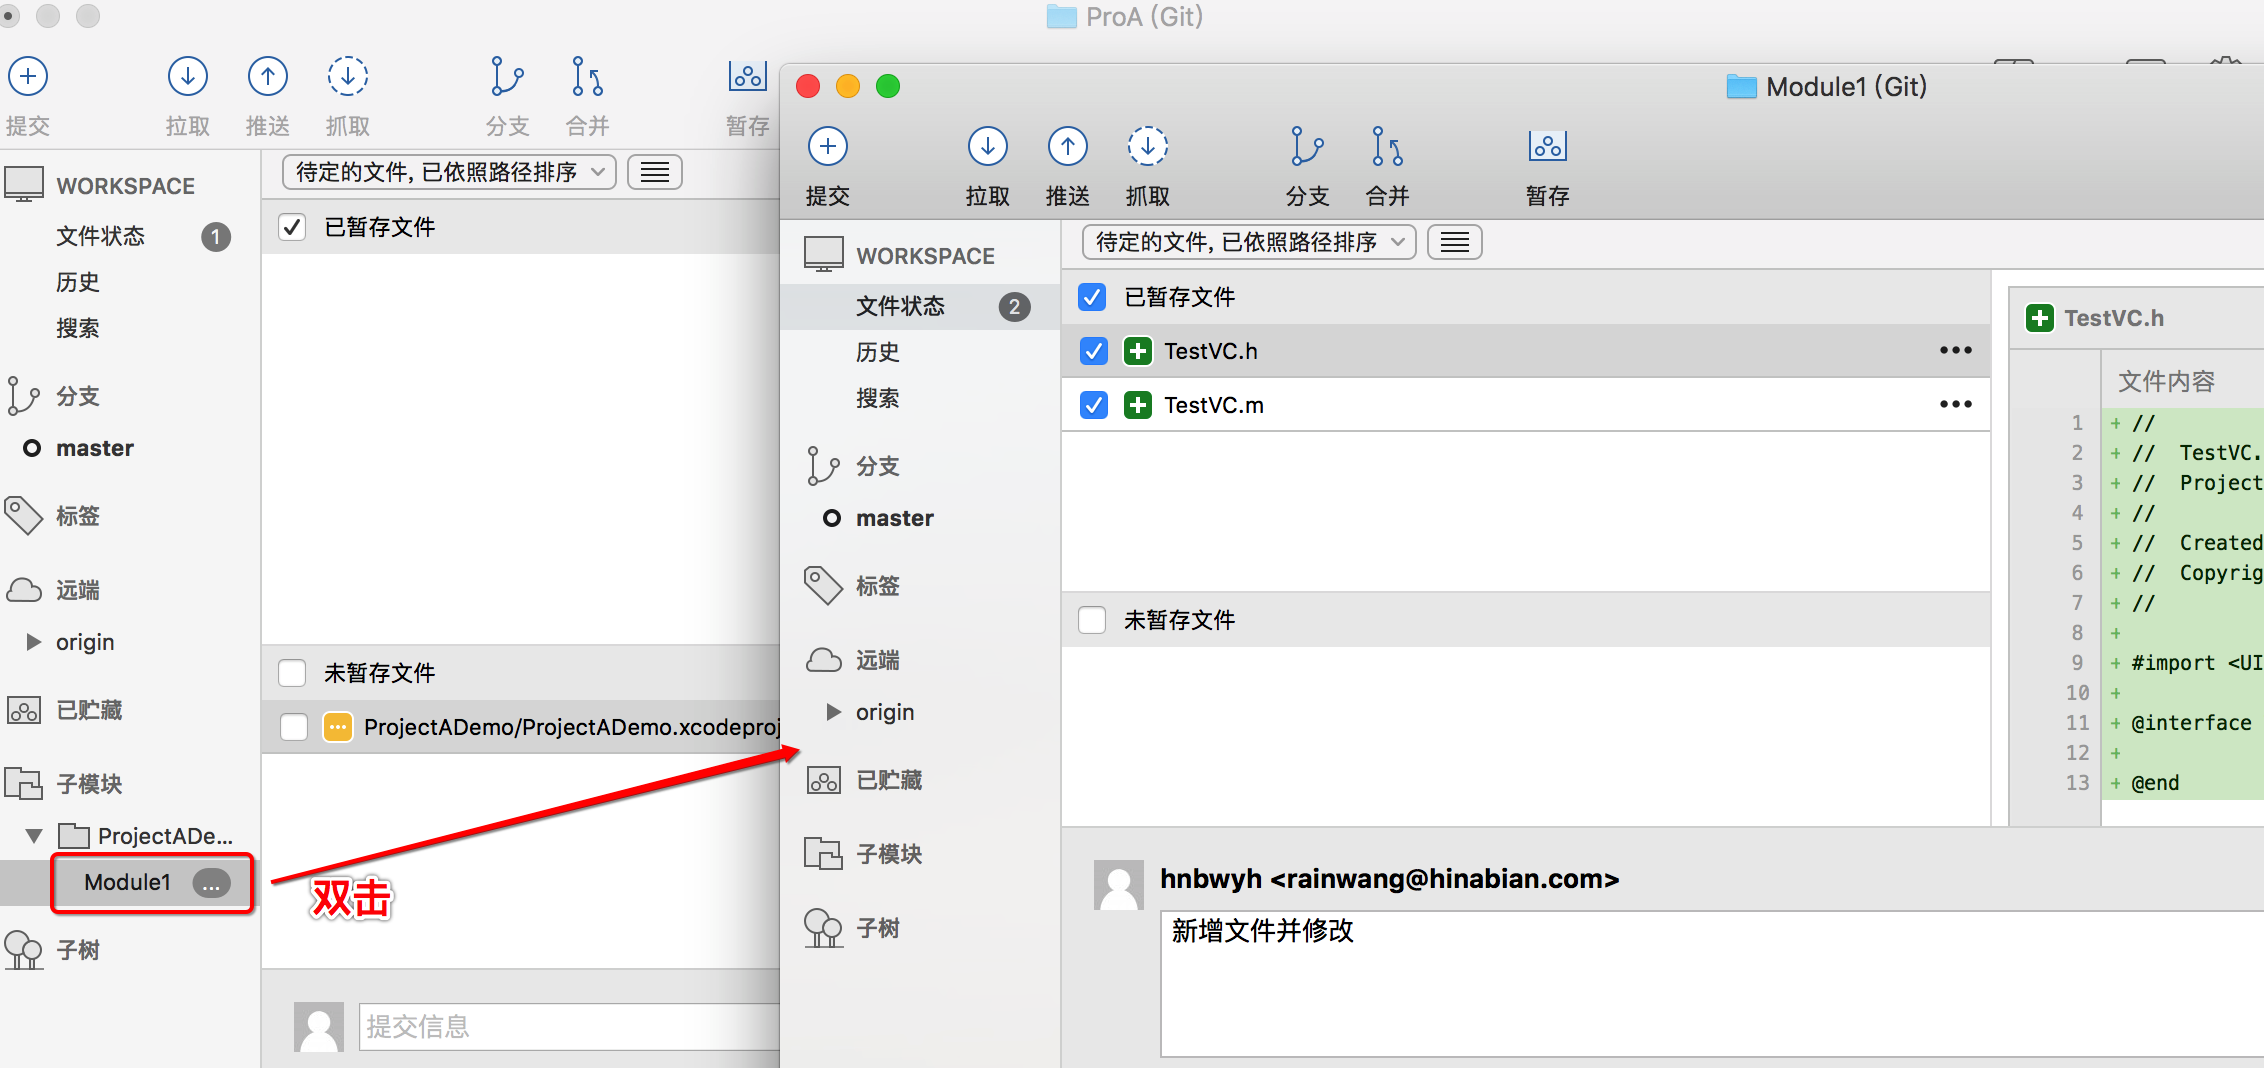 ProA (Git)
提交
拉取
推送
抓取
分支
合并
暂存
WORKSPACE
文件状态
1
历史
搜索
分支
master
标签
远端
origin
已贮藏
子模块
ProjectADe...
Module1
...
子树
待定的文件, 已依照路径排序
已暂存文件
未暂存文件
ProjectADemo/ProjectADemo.xcodeproj
双击
提交信息
Module1 (Git)
提交
拉取
推送
抓取
分支
合并
暂存
WORKSPACE
文件状态
2
历史
搜索
分支
master
标签
远端
origin
已贮藏
子模块
子树
待定的文件, 已依照路径排序
已暂存文件
TestVC.h
TestVC.m
未暂存文件
TestVC.h
文件内容
1 + //
2 + // TestVC.
3 + // Project
4 + //
5 + // Created
6 + // Copyrig
7 + //
8 +
9 + #import <UI
10 +
11 + @interface
12 +
13 + @end
hnbwyh <rainwang@hinabian.com>
新增文件并修改